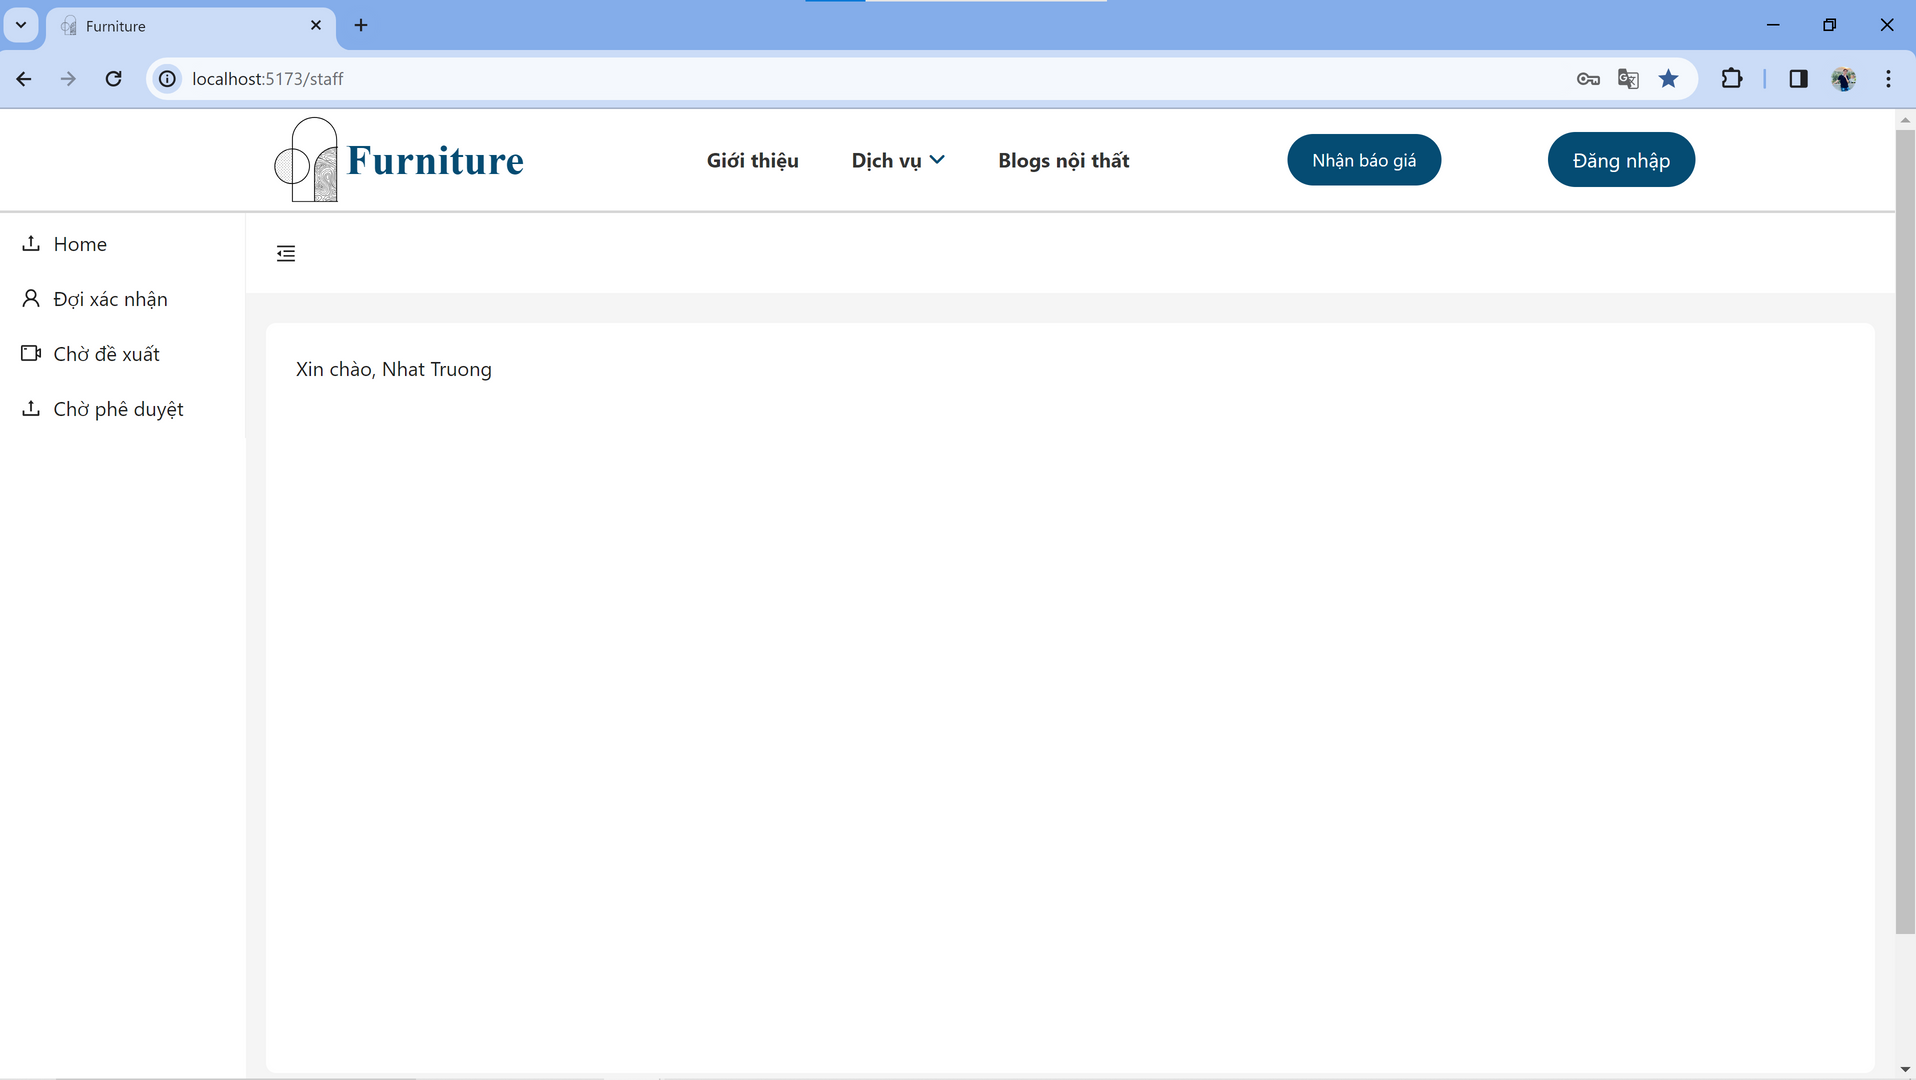 Furniture
localhost:5173/staff
Furniture
Giới thiệu
Dịch vụ
Blogs nội thất
Nhận báo giá
Đăng nhập
Home
Đợi xác nhận
Chờ đề xuất
Chờ phê duyệt
Xin chào, Nhat Truong